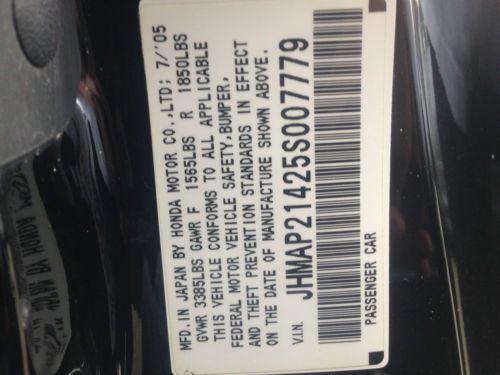 MFD. IN JAPAN BY HONDA MOTOR CO., LTD; 7/'05
GVWR 3385LBS GAWR F 1565LBS R 1850LBS
THIS VEHICLE CONFORMS TO ALL APPLICABLE
FEDERAL MOTOR VEHICLE SAFETY, BUMPER,
AND THEFT PREVENTION STANDARDS IN EFFECT
ON THE DATE OF MANUFACTURE SHOWN ABOVE.
V.I.N. JHMAP21425S007779
PASSENGER CAR